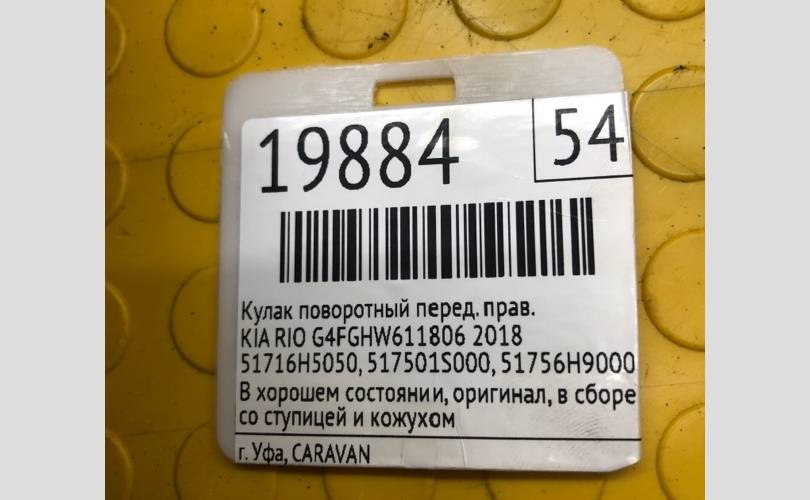 19884
54
Кулак поворотный перед. прав.
KIA RIO G4FGHW611806 2018
51716H5050, 517501S000, 51756H9000
В хорошем состоянии, оригинал, в сборе
со ступицей и кожухом
г. Уфа, CARAVAN